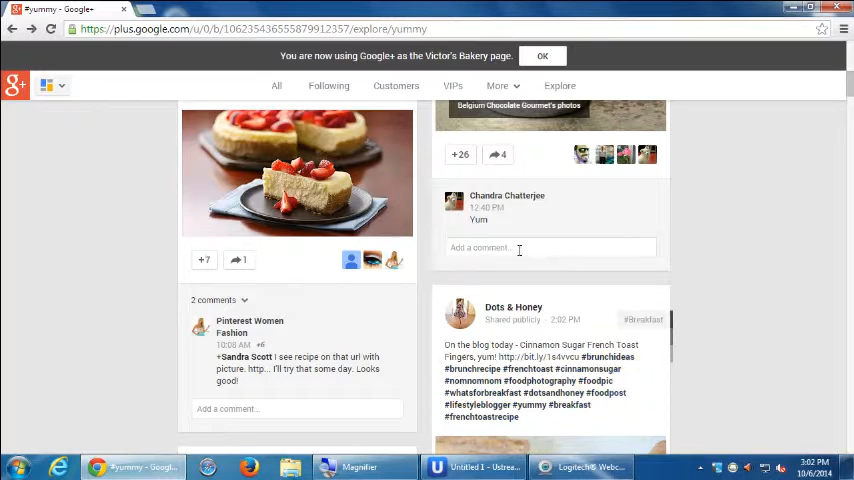 #yummy - Google+
https://plus.google.com/u/0/b/106235436555879912357/explore/yummy
You are now using Google+ as the Victor's Bakery page.
OK
g+
All
Following
Customers
VIPs
More
Explore
+7
1
2 comments
Pinterest Women
Fashion
10:08 AM +6
+Sandra Scott I see recipe on that url with
picture. http... I'll try that some day. Looks
good!
Add a comment...
Belgium Chocolate Gourmet's photos
+26
4
Chandra Chatterjee
12:40 PM
Yum
Add a comment...
Dots & Honey
Shared publicly - 2:02 PM
#Breakfast
On the blog today - Cinnamon Sugar French Toast
Fingers, yum! http://bit.ly/1s4vvcu #brunchideas
#brunchrecipe #frenchtoast #cinnamonsugar
#nomnomnom #foodphotography #foodpic
#whatsforbreakfast #dotsandhoney #foodpost
#lifestyleblogger #yummy #breakfast
#frenchtoastrecipe
#yummy - Googl...
Magnifier
Untitled 1 - Ustrea...
Logitech® Webc...
3:02 PM
10/6/2014